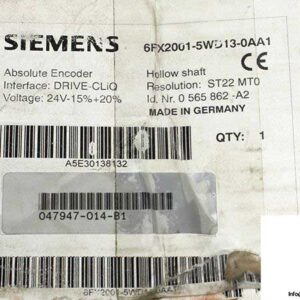 SIEMENS
6FX2001-5WD13-0AA1
Absolute Encoder
Interface: DRIVE-CLiQ
Voltage: 24V-15%+20%
Hollow shaft
Resolution: ST22 MT0
Id. Nr. 0 565 862 -A2
MADE IN GERMANY
CE
QTY: 1
A5E30138132
047947-014-B1